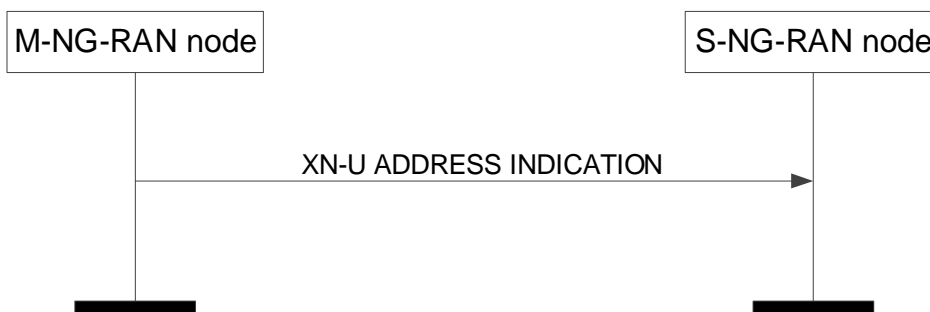 M-NG-RAN node
S-NG-RAN node
XN-U ADDRESS INDICATION